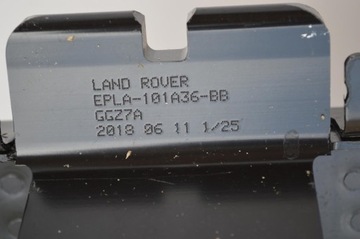 LAND ROVER
EPLA-101A36-BB
GGZ7A
2018 06 11 1/25